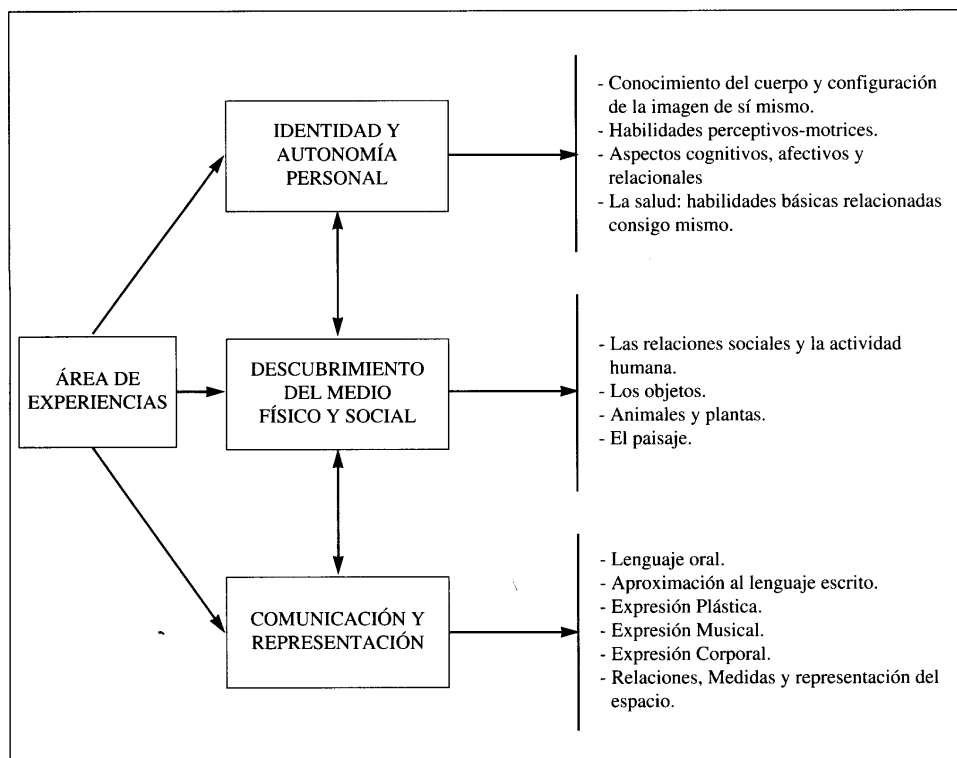 IDENTIDAD Y
AUTONOMÍA
PERSONAL
- Conocimiento del cuerpo y configuración
de la imagen de sí mismo.
- Habilidades perceptivos-motrices.
- Aspectos cognitivos, afectivos y
relacionales
- La salud: habilidades básicas relacionadas
consigo mismo.
ÁREA DE
EXPERIENCIAS
DESCUBRIMIENTO
DEL MEDIO
FÍSICO Y SOCIAL
- Las relaciones sociales y la actividad
humana.
- Los objetos.
- Animales y plantas.
- El paisaje.
COMUNICACIÓN Y
REPRESENTACIÓN
- Lenguaje oral.
- Aproximación al lenguaje escrito.
- Expresión Plástica.
- Expresión Musical.
- Expresión Corporal.
- Relaciones, Medidas y representación del
espacio.